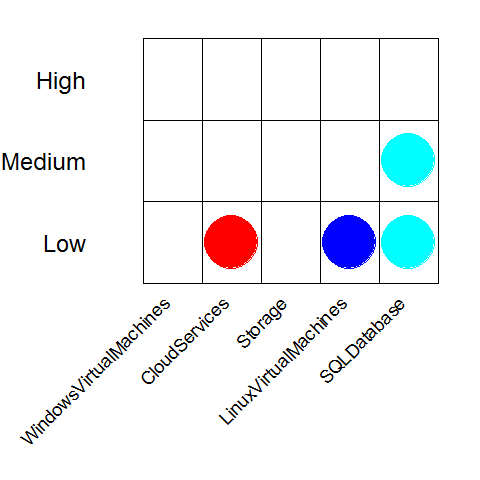 High
Medium
Low
WindowsVirtualMachines
CloudServices
Storage
LinuxVirtualMachines
SQLDatabase